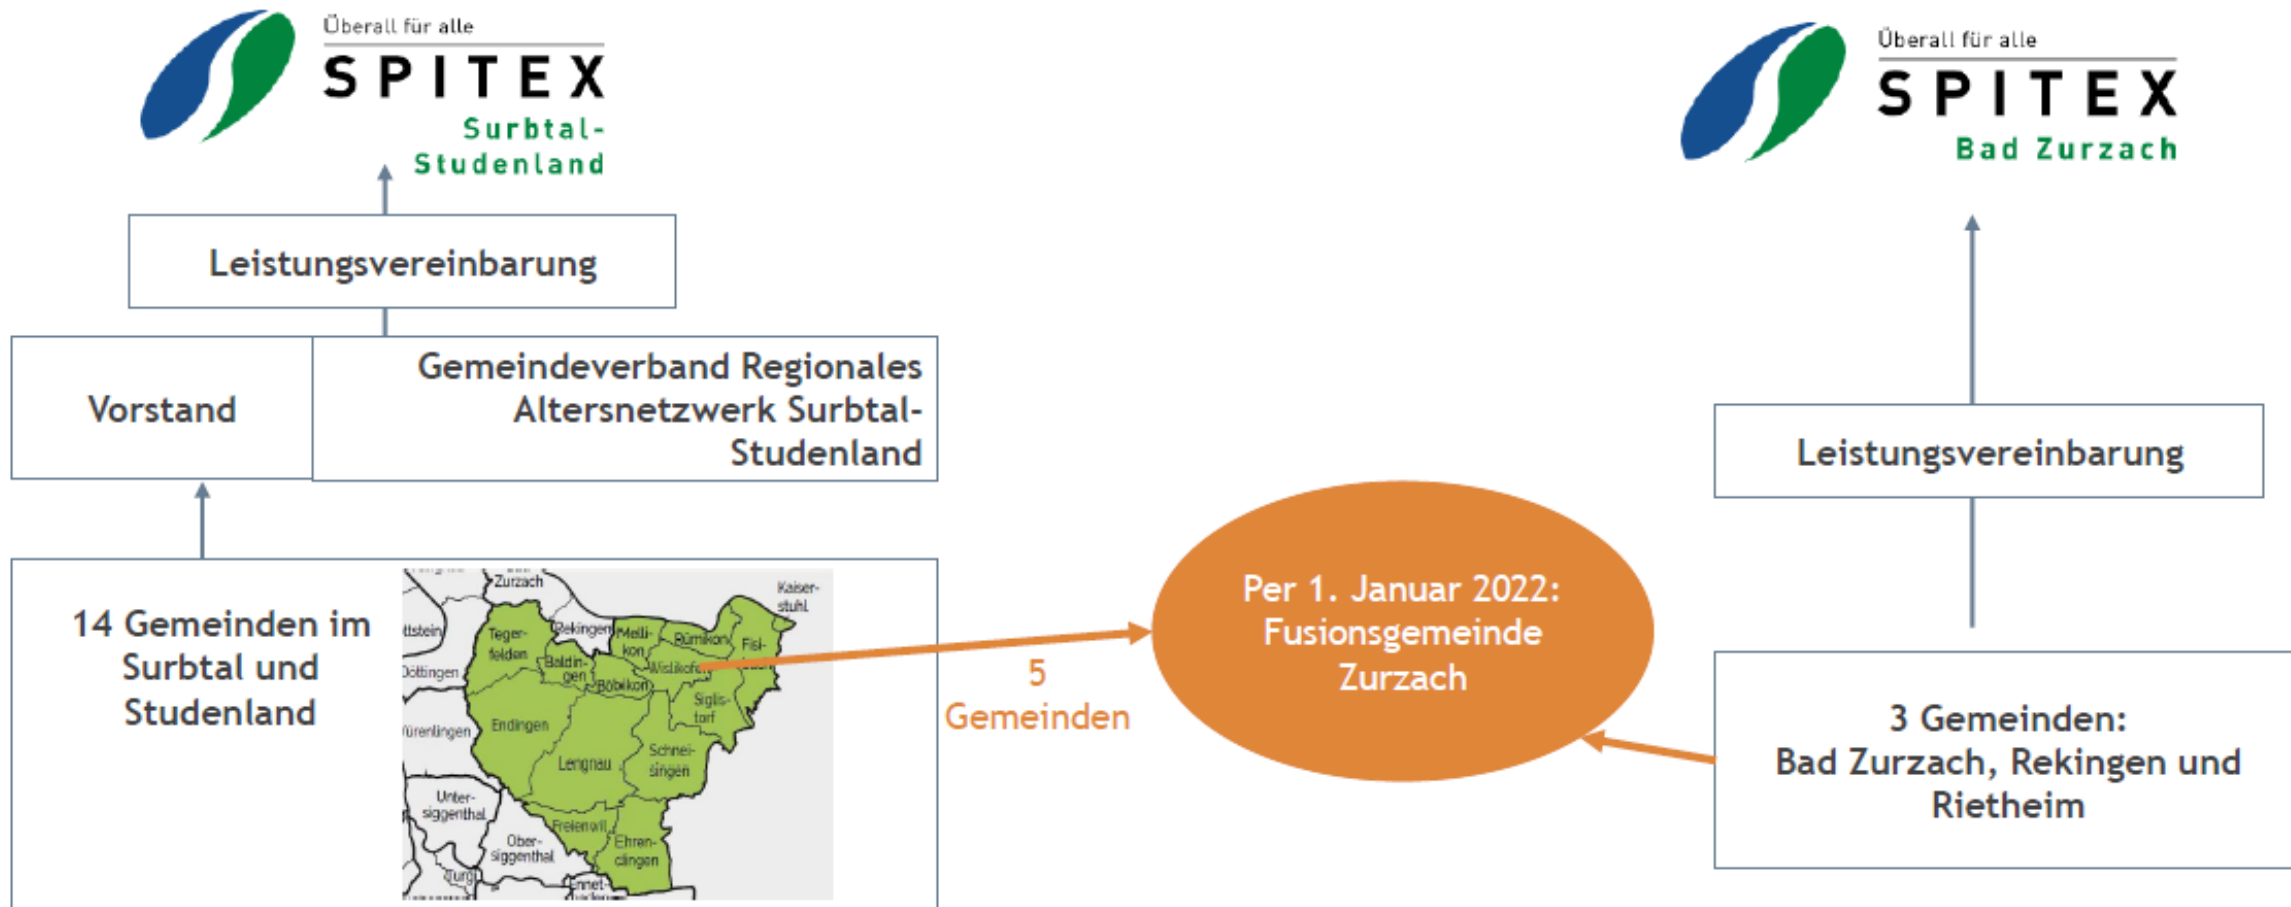 Überall für alle
SPITEX
Surbtal-
Studenland
Überall für alle
SPITEX
Bad Zurzach
Leistungsvereinbarung
Vorstand
Gemeindeverband Regionales
Altersnetzwerk Surbtal-
Studenland
Leistungsvereinbarung
14 Gemeinden im
Surbtal und
Studenland
Zurzach
Kaiser-
stuhl
Rekingen
Melli-
kon
Rümikon
Fisi-
Teger-
felden
Baldin-
gen
Böbikon
Wislikofen
Siglis-
torf
Döttingen
Endingen
Lengnau
Schnei-
singen
Unter-
siggenthal
Ober-
siggenthal
Freienwil
Ehren-
dingen
Turgi
Ennet-
5
Gemeinden
Per 1. Januar 2022:
Fusionsgemeinde
Zurzach
3 Gemeinden:
Bad Zurzach, Rekingen und
Rietheim